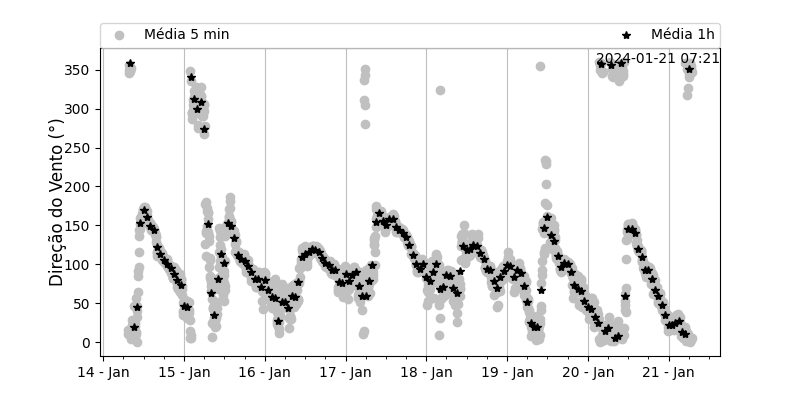 Média 5 min
Média 1h
2024-01-21 07:21
Direção do Vento (°)
350
300
250
200
150
100
50
0
14 - Jan
15 - Jan
16 - Jan
17 - Jan
18 - Jan
19 - Jan
20 - Jan
21 - Jan